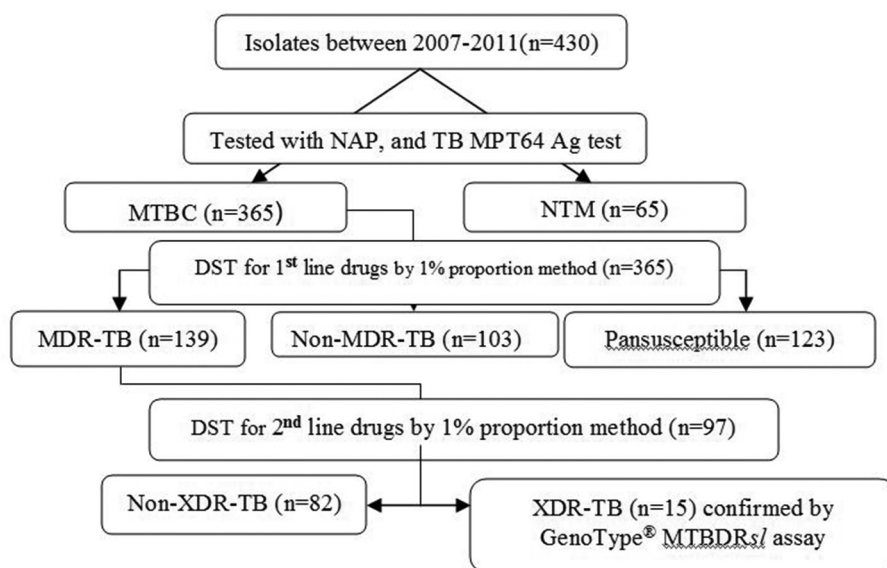 Isolates between 2007-2011(n=430)
Tested with NAP, and TB MPT64 Ag test
MTBC (n=365)
NTM (n=65)
DST for 1st line drugs by 1% proportion method (n=365)
MDR-TB (n=139)
Non-MDR-TB (n=103)
Pansusceptible (n=123)
DST for 2nd line drugs by 1% proportion method (n=97)
Non-XDR-TB (n=82)
XDR-TB (n=15) confirmed by
GenoType® MTBDRsl assay